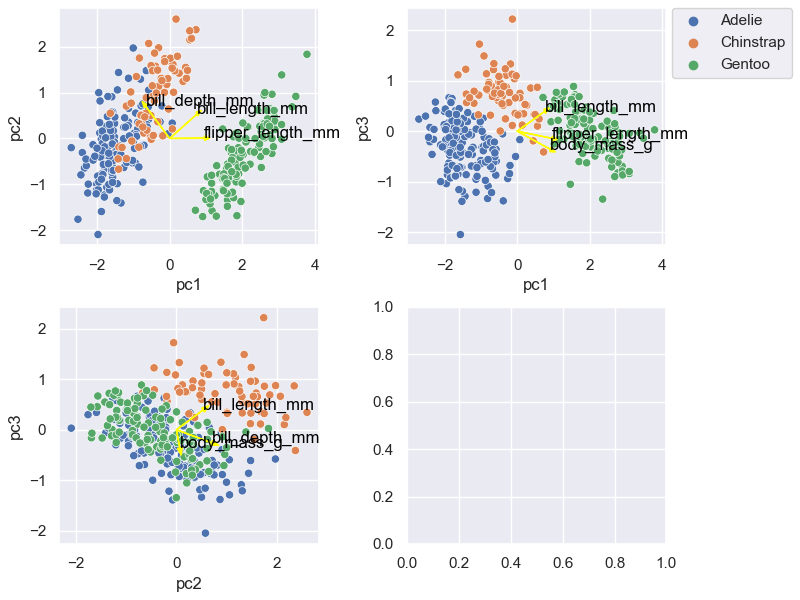 2
1
0
−1
−2
pc2
bill_depth_mm
bill_length_mm
flipper_length_mm
−2
0
2
4
pc1
2
1
0
−1
−2
pc3
bill_length_mm
flipper_length_mm
body_mass_g
−2
0
2
4
pc1
Adelie
Chinstrap
Gentoo
2
1
0
−1
−2
pc3
bill_length_mm
bill_depth_mm
body_mass_g
−2
0
2
pc2
1.0
0.8
0.6
0.4
0.2
0.0
0.0
0.2
0.4
0.6
0.8
1.0